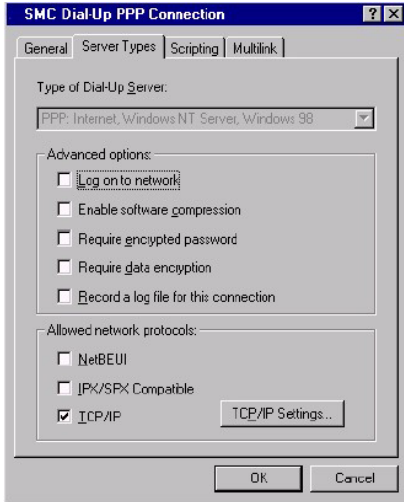 SMC Dial-Up PPP Connection
General Server Types Scripting Multilink
Type of Dial-Up Server:
PPP: Internet, Windows NT Server, Windows 98
Advanced options:
Log on to network
Enable software compression
Require encrypted password
Require data encryption
Record a log file for this connection
Allowed network protocols:
NetBEUI
IPX/SPX Compatible
TCP/IP
TCP/IP Settings...
OK Cancel